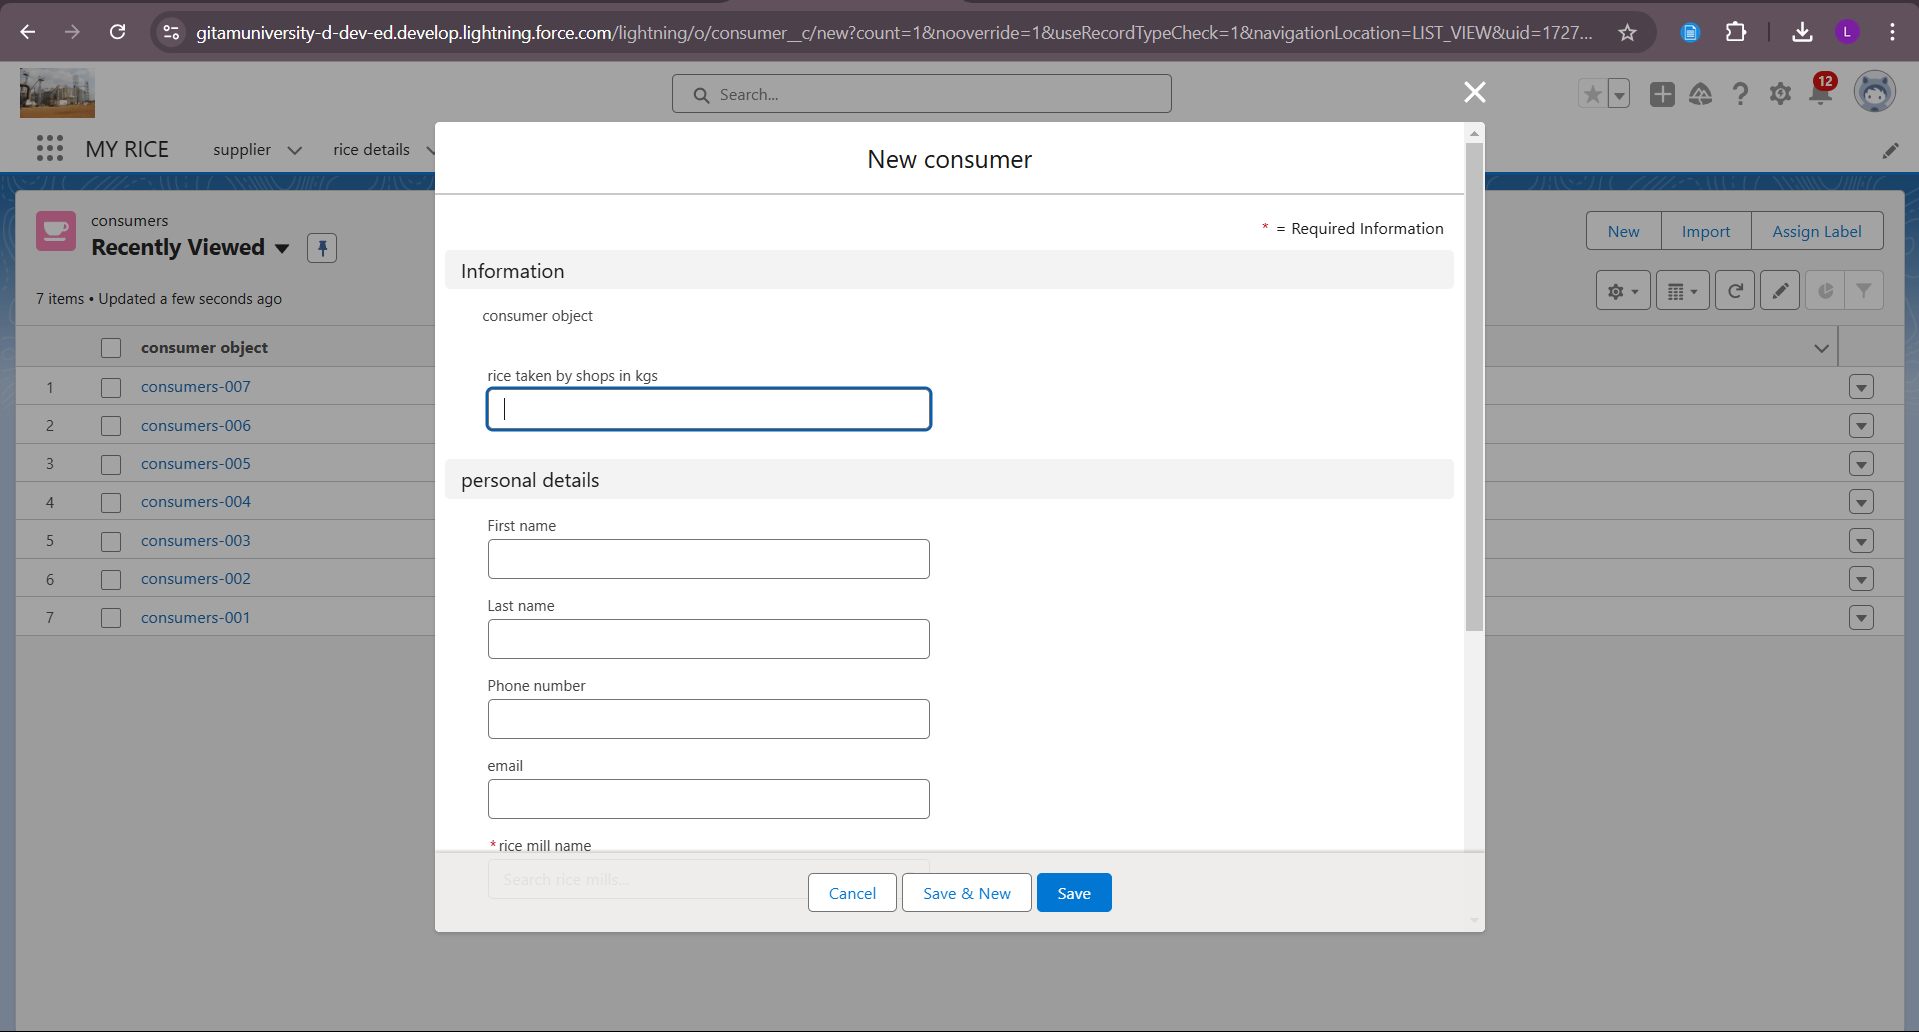 gitamuniversity-d-dev-ed.develop.lightning.force.com/lightning/o/consumer__c/new?count=1&nooverride=1&useRecordTypeCheck=1&navigationLocation=LIST_VIEW&uid=1727...
L
Search...
12
MY RICE
supplier
rice details
New consumer
* = Required Information
Information
consumer object
rice taken by shops in kgs
personal details
First name
Last name
Phone number
email
*rice mill name
Search rice mills...
Cancel
Save & New
Save
consumers
Recently Viewed
New
Import
Assign Label
7 items • Updated a few seconds ago
consumer object
1 consumers-007
2 consumers-006
3 consumers-005
4 consumers-004
5 consumers-003
6 consumers-002
7 consumers-001